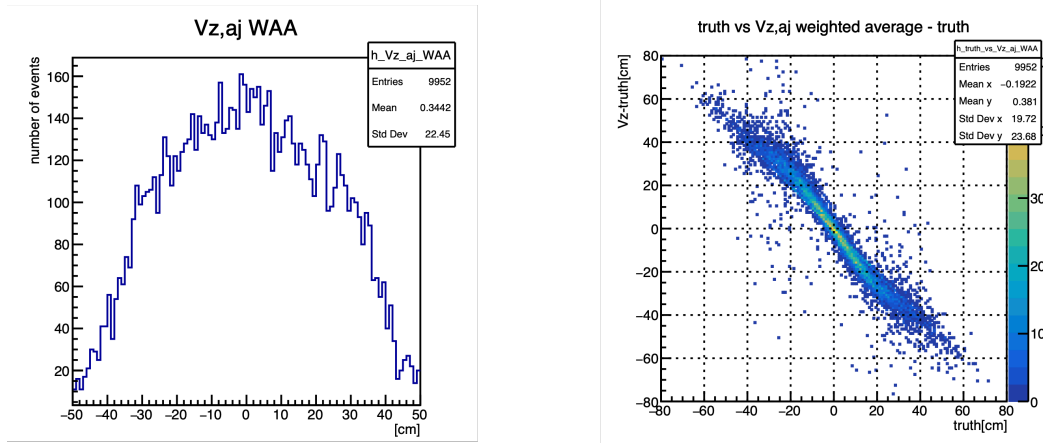 Vz,aj WAA
number of events
h_Vz_aj_WAA
Entries 9952
Mean 0.3442
Std Dev 22.45
160
140
120
100
80
60
40
20
−50 −40 −30 −20 −10 0 10 20 30 40 50
[cm]
truth vs Vz,aj weighted average - truth
Vz-truth[cm]
h_truth_vs_Vz_aj_WAA
Entries 9952
Mean x −0.1922
Mean y 0.381
Std Dev x 19.72
Std Dev y 23.68
80
60
40
20
0
−20
−40
−60
−80
30
20
10
0
−80 −60 −40 −20 0 20 40 60 80
truth[cm]